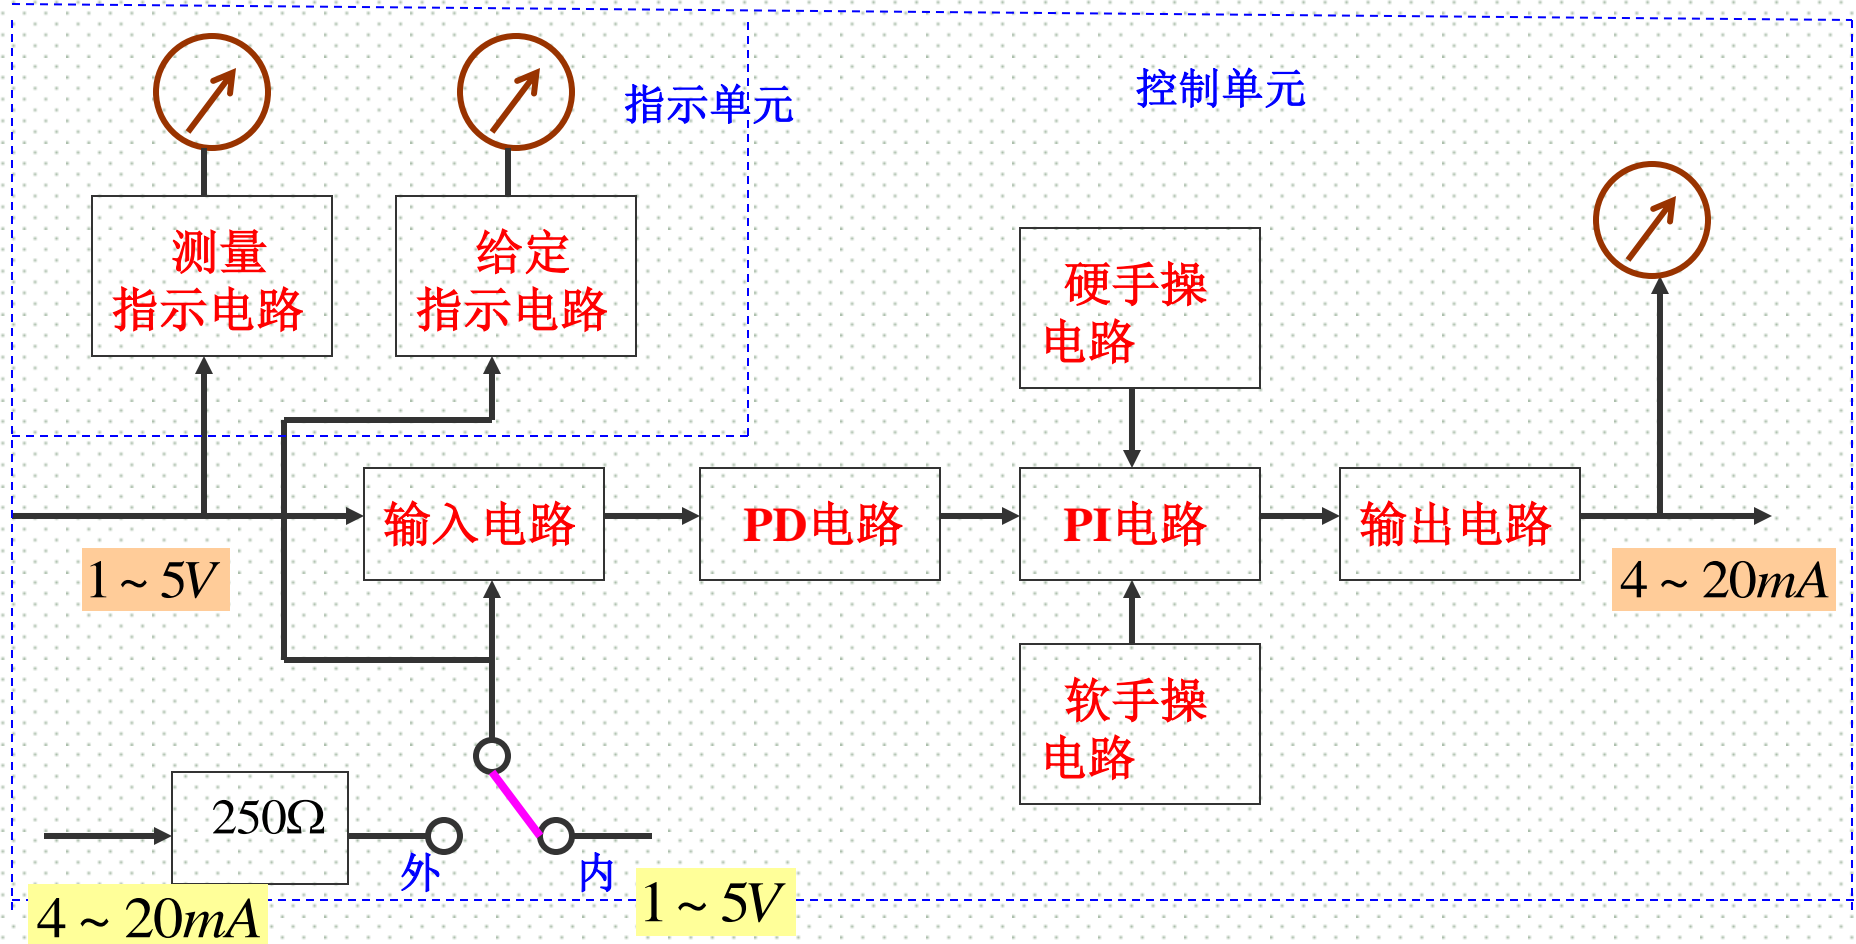 指示单元
控制单元
测量
指示电路
给定
指示电路
硬手操
电路
输入电路
PD电路
PI电路
输出电路
1 ~ 5V
4 ~ 20mA
软手操
电路
250Ω
外
内
4 ~ 20mA
1 ~ 5V